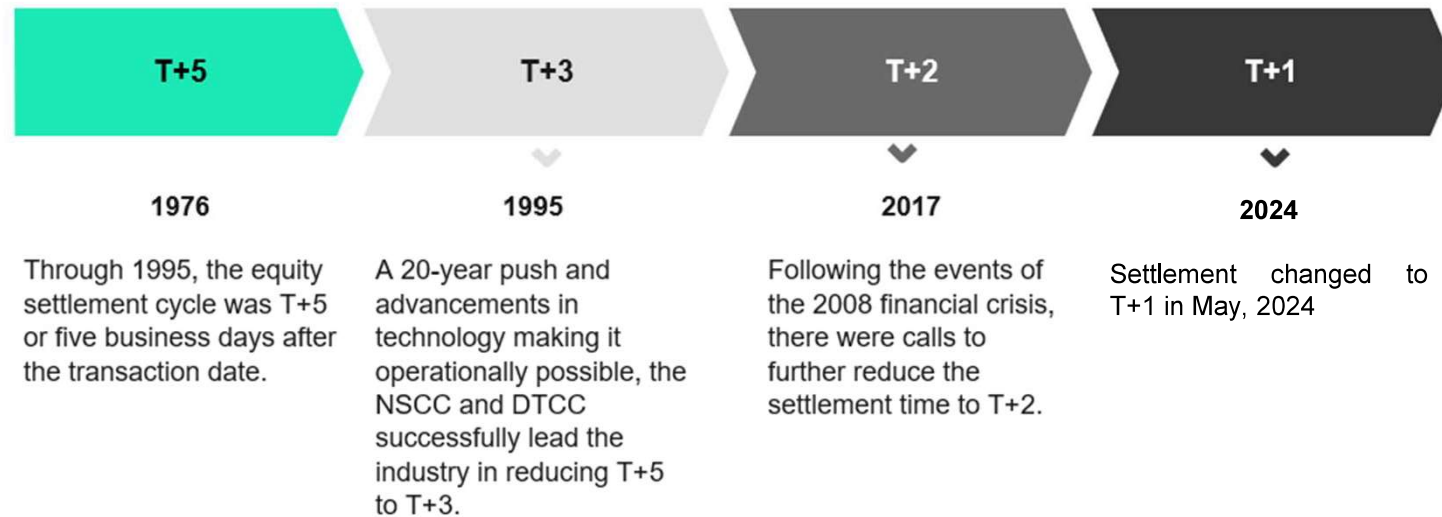 T+5
T+3
T+2
T+1
1976
1995
2017
2024
Through 1995, the equity
settlement cycle was T+5
or five business days after
the transaction date.
A 20-year push and
advancements in
technology making it
operationally possible, the
NSCC and DTCC
successfully lead the
industry in reducing T+5
to T+3.
Following the events of
the 2008 financial crisis,
there were calls to
further reduce the
settlement time to T+2.
Settlement changed to
T+1 in May, 2024